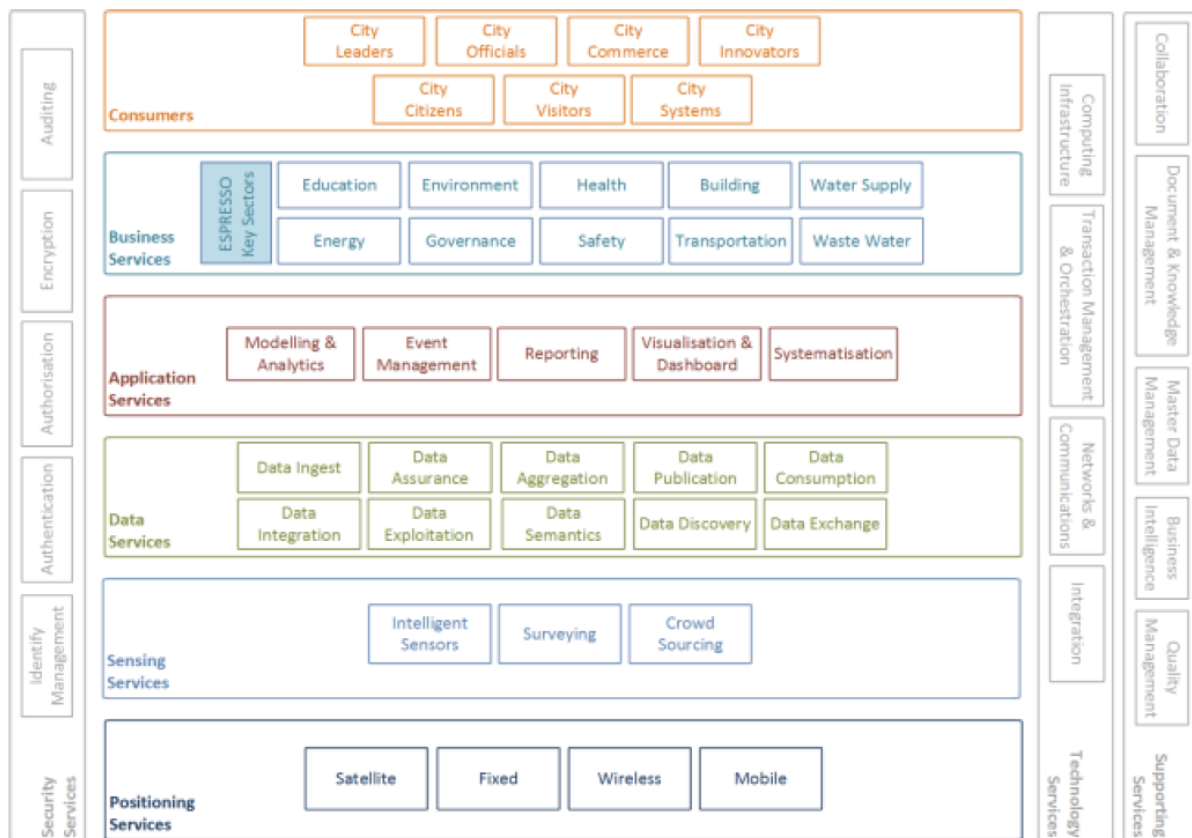 City
Leaders
City
Officials
City
Commerce
City
Innovators
City
Citizens
City
Visitors
City
Systems
Consumers
ESPRESSO
Key Sectors
Education
Environment
Health
Building
Water Supply
Energy
Governance
Safety
Transportation
Waste Water
Business
Services
Modelling &
Analytics
Event
Management
Reporting
Visualisation &
Dashboard
Systematisation
Application
Services
Data Ingest
Data
Assurance
Data
Aggregation
Data
Publication
Data
Consumption
Data
Integration
Data
Exploitation
Data
Semantics
Data Discovery
Data Exchange
Data
Services
Intelligent
Sensors
Surveying
Crowd
Sourcing
Sensing
Services
Satellite
Fixed
Wireless
Mobile
Positioning
Services
Auditing
Encryption
Authorisation
Authentication
Identify
Management
Security
Services
Computing
Infrastructure
Transaction Management
& Orchestration
Networks &
Communications
Integration
Technology
Services
Collaboration
Document & Knowledge
Management
Master Data
Management
Business
Intelligence
Quality
Management
Supporting
Services